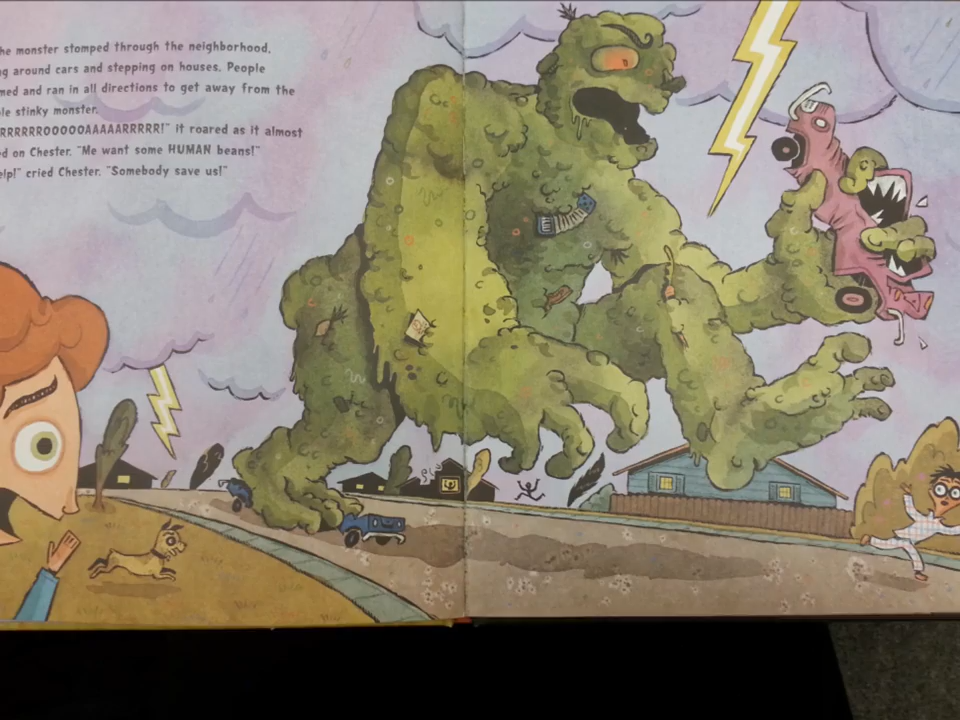 he monster stomped through the neighborhood,
ng around cars and stepping on houses. People
med and ran in all directions to get away from the
le stinky monster.
RRRRRROOOOOAAAAARRRRR!" it roared as it almost
ed on Chester. "Me want some HUMAN beans!"
elp!" cried Chester. "Somebody save us!"